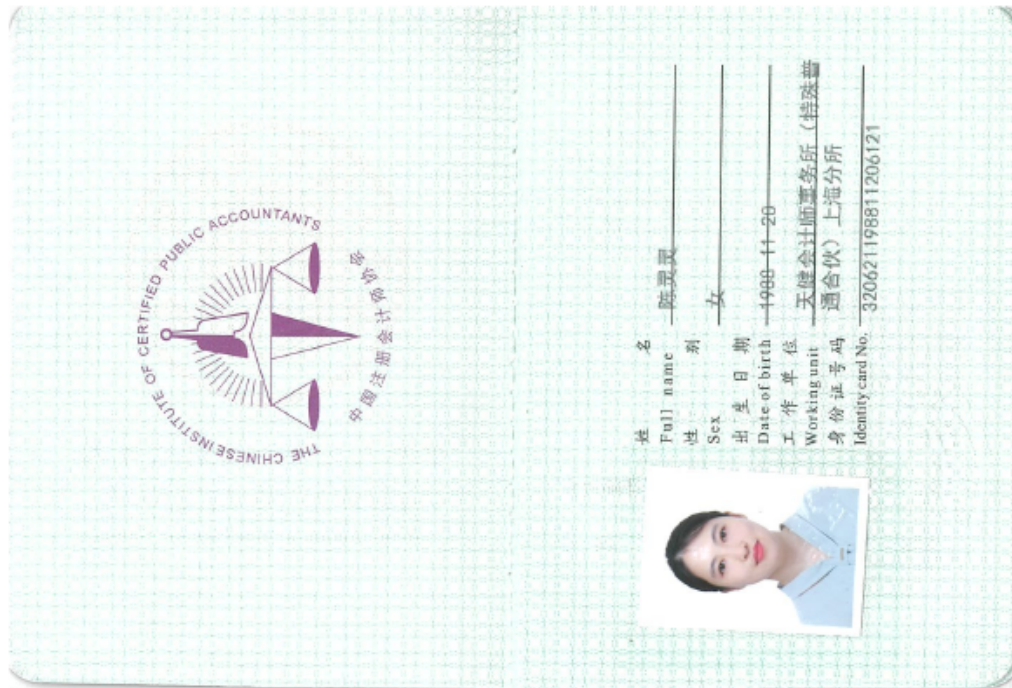 THE CHINESE INSTITUTE OF CERTIFIED PUBLIC ACCOUNTANTS
中国注册会计师协会
姓 名
Full name
陈灵灵
性 别
Sex
女
出 生 日 期
Date of birth
1988-11-20
工 作 单 位
Working unit
天健会计师事务所（特殊普
通合伙）上海分所
身 份 证 号 码
Identity card No.
320621198811206121